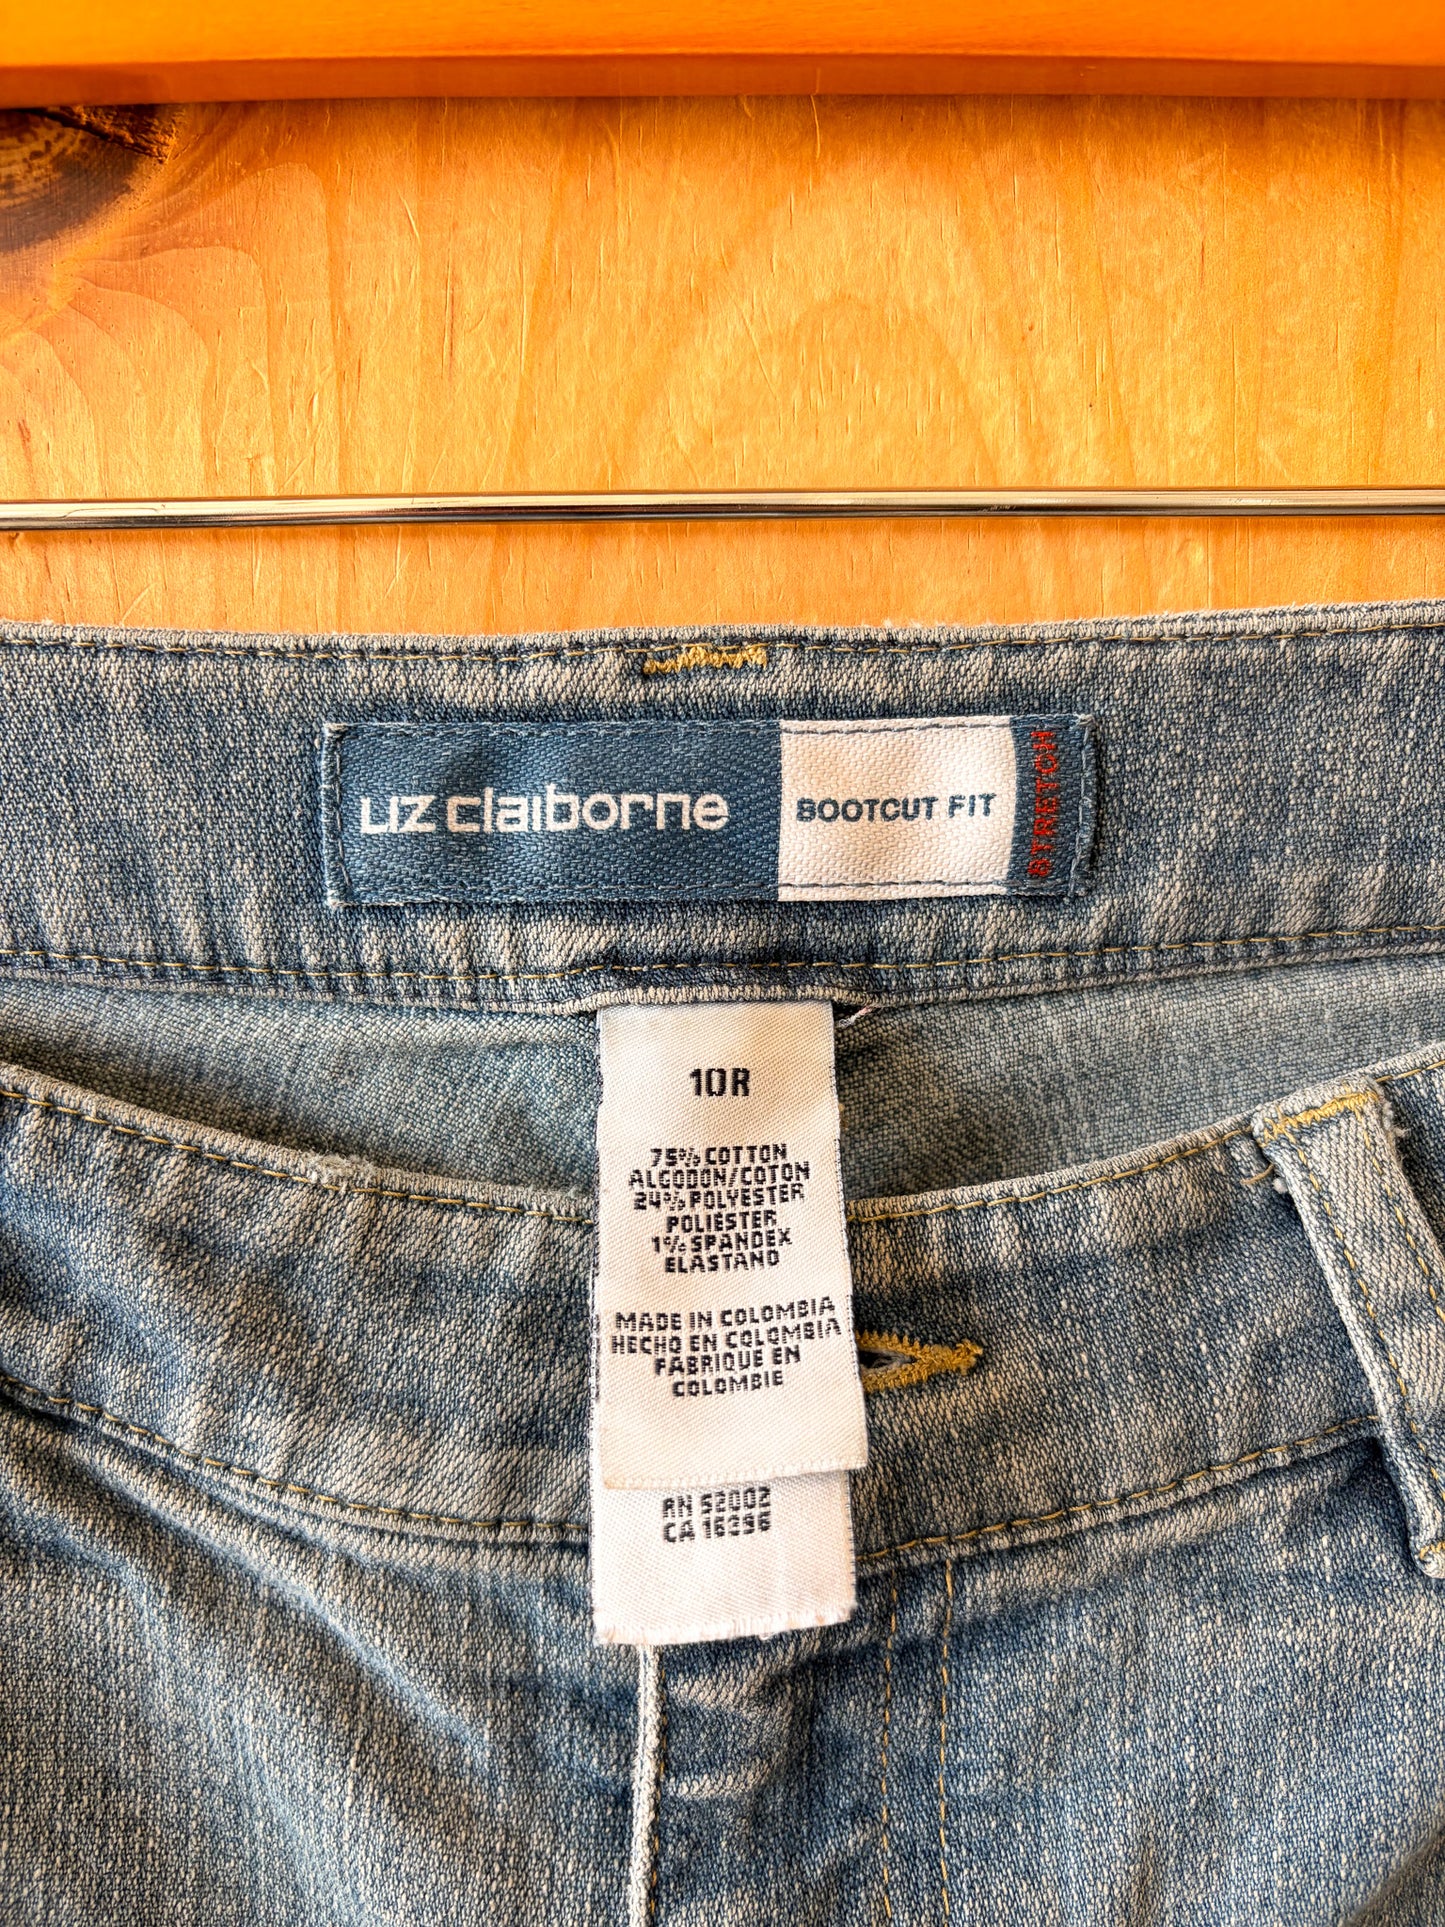 liz claiborne
BOOTCUT FIT
STRETCH
10R
75% COTTON
ALGODON/COTON
24% POLYESTER
POLIESTER
1% SPANDEX
ELASTANO
MADE IN COLOMBIA
HECHO EN COLOMBIA
FABRIQUE EN
COLOMBIE
RN 52002
CA 16396